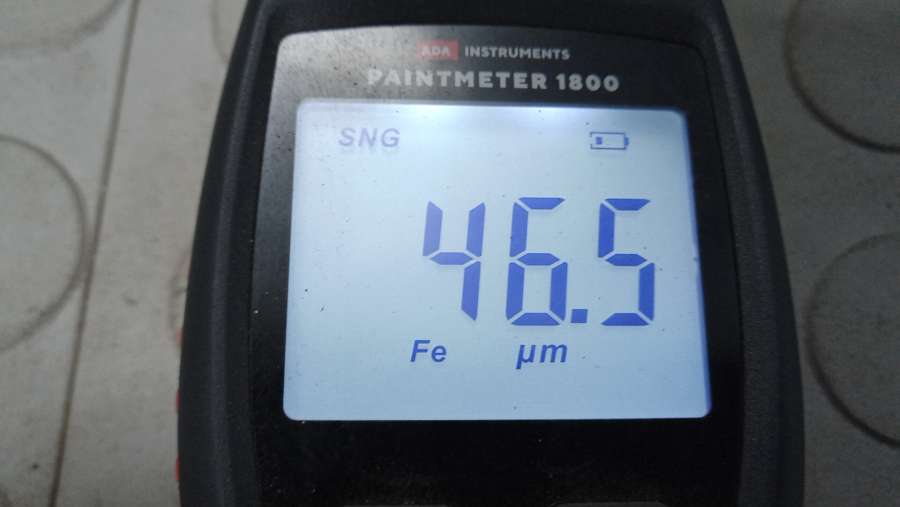 ADA INSTRUMENTS
PAINTMETER 1800
SNG
46.5
Fe µm